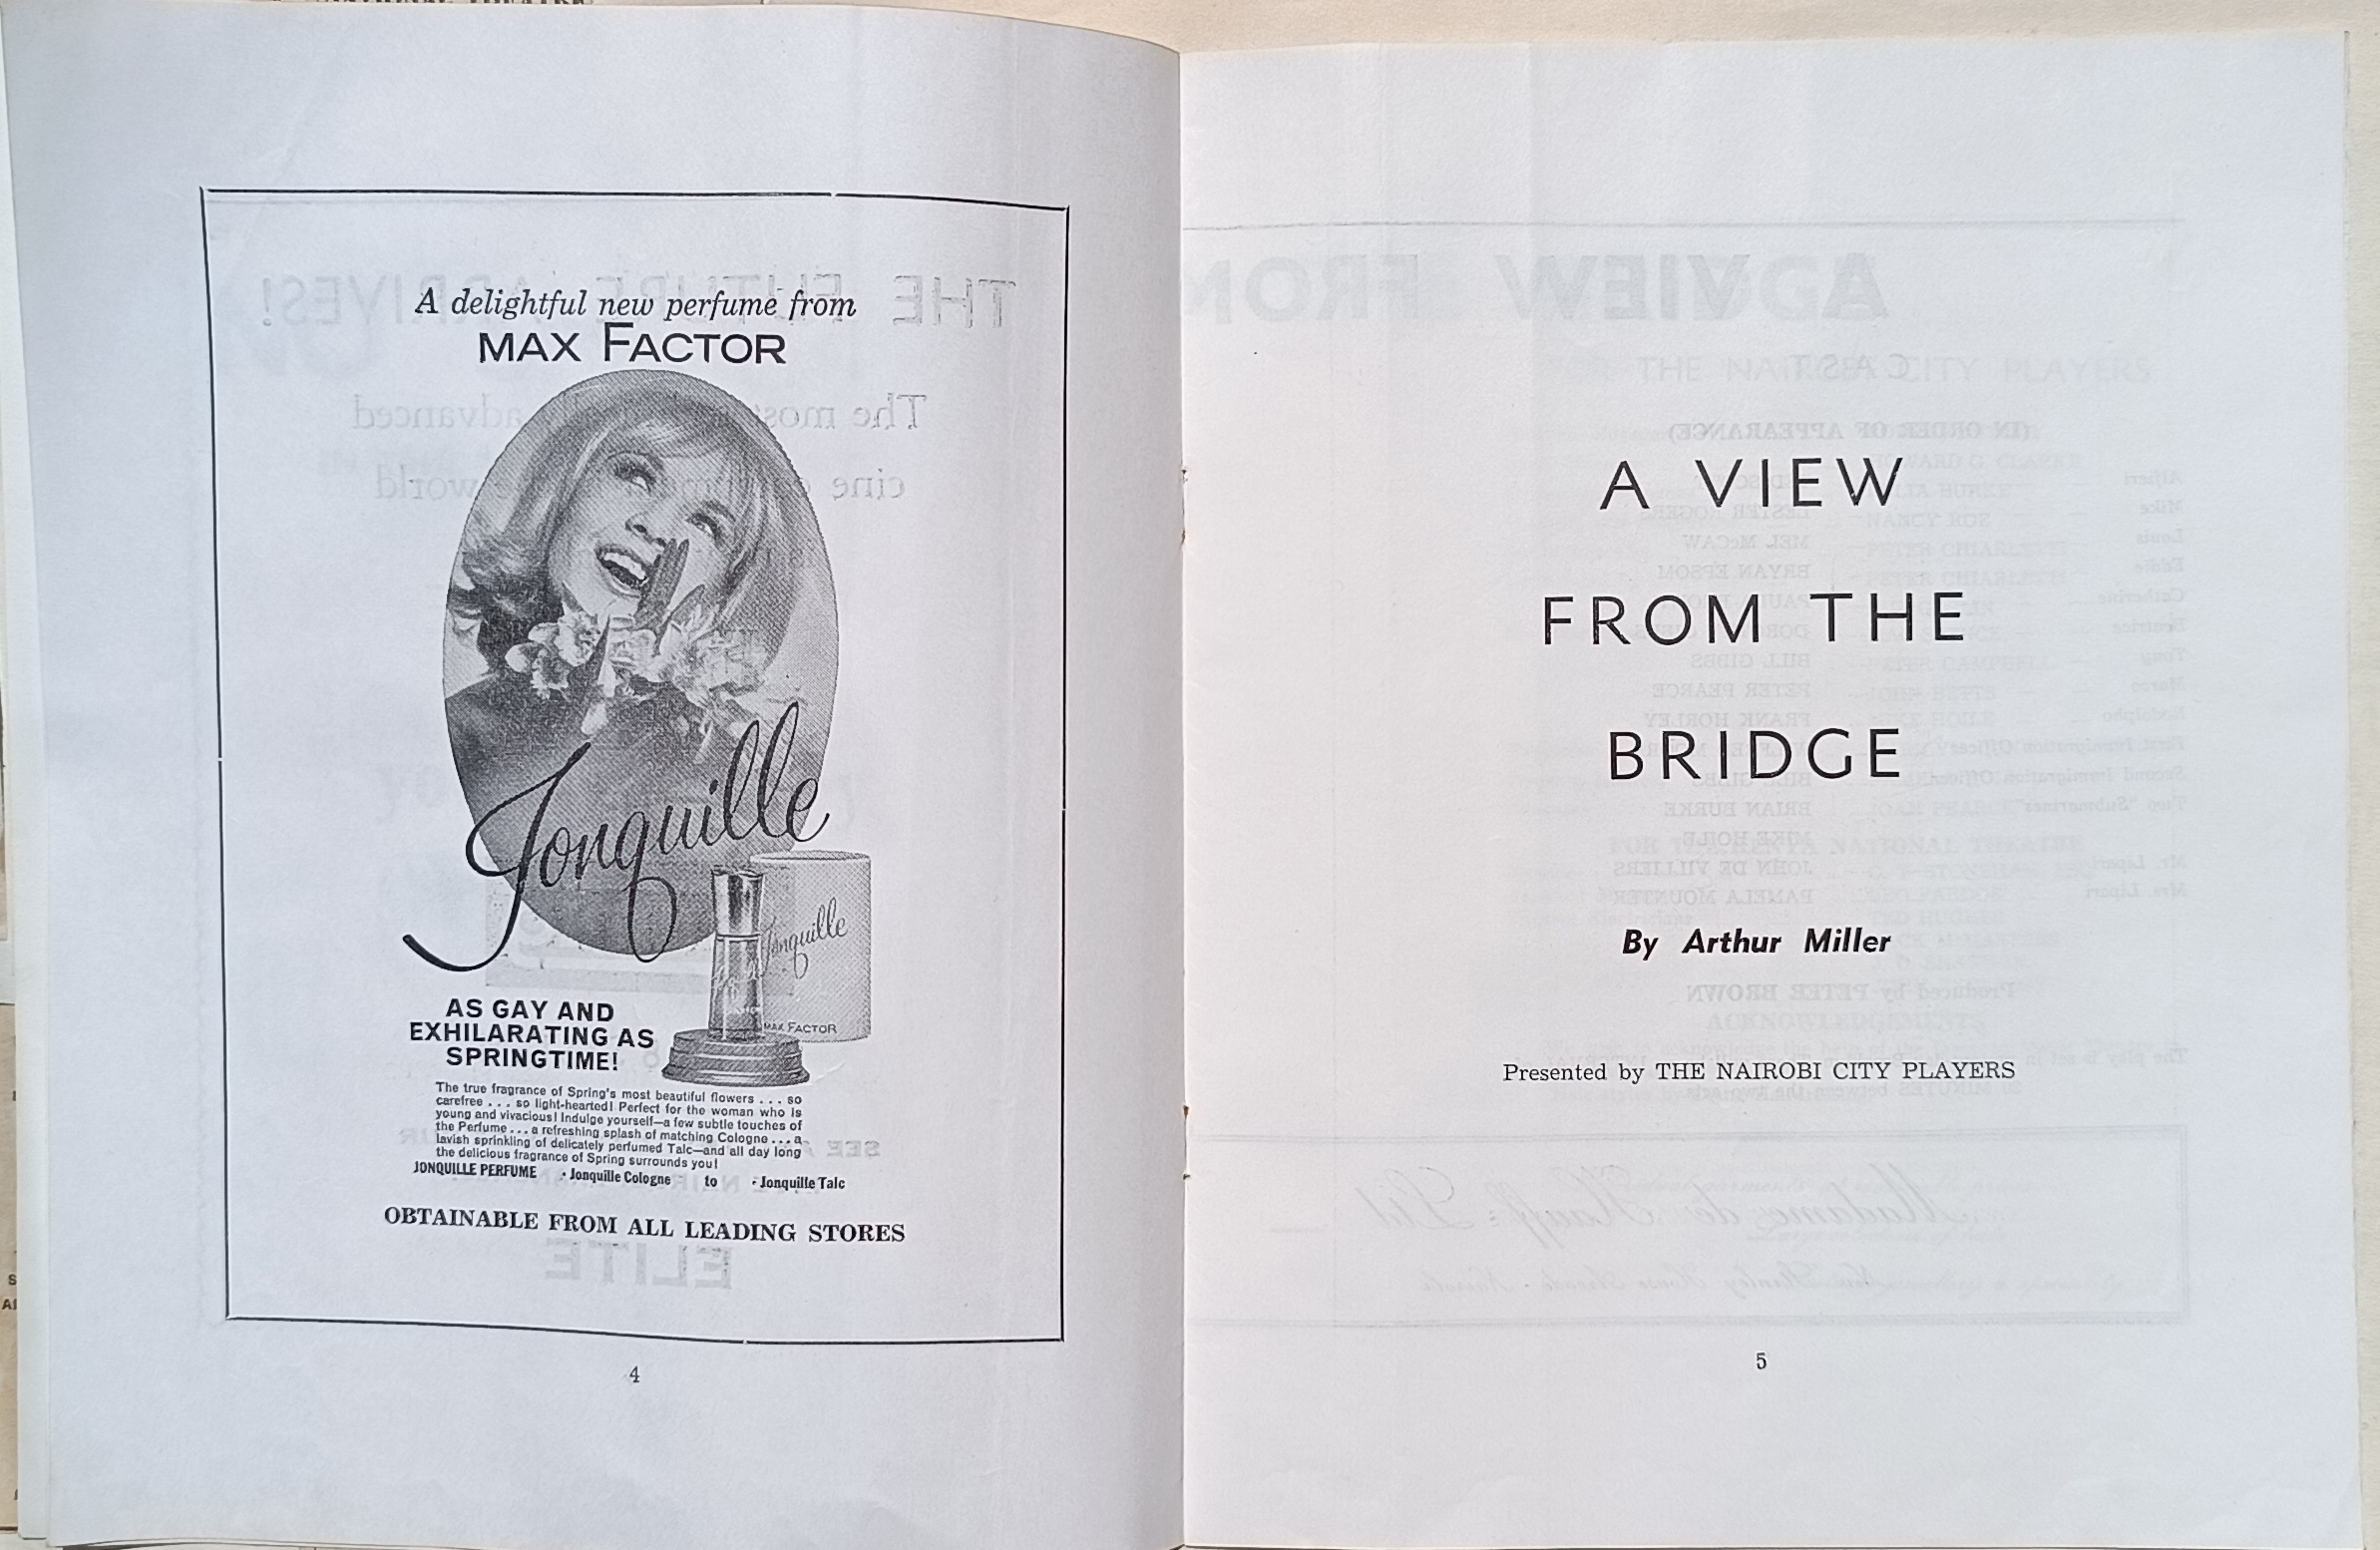 A delightful new perfume from
MAX FACTOR
Jonquille
Jonquille
MAX FACTOR
AS GAY AND
EXHILARATING AS
SPRINGTIME!
The true fragrance of Spring's most beautiful flowers . . . so
carefree . . . so light-hearted! Perfect for the woman who is
young and vivacious! Indulge yourself—a few subtle touches of
the Perfume . . . a refreshing splash of matching Cologne . . . a
lavish sprinkling of delicately perfumed Talc—and all day long
the delicious fragrance of Spring surrounds you!
JONQUILLE PERFUME · Jonquille Cologne to · Jonquille Talc
OBTAINABLE FROM ALL LEADING STORES
4
A VIEW
FROM THE
BRIDGE
By Arthur Miller
Presented by THE NAIROBI CITY PLAYERS
5